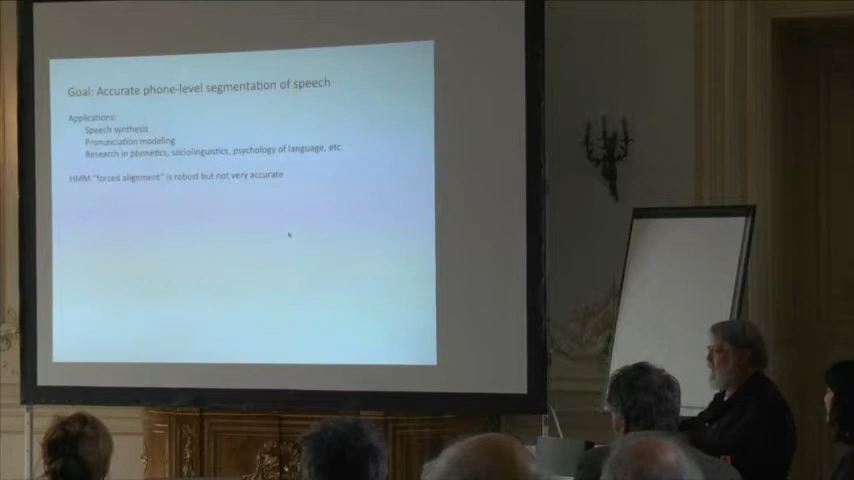 Goal: Accurate phone-level segmentation of speech
Applications:
Speech synthesis
Pronunciation modeling
Research in phonetics, sociolinguistics, psychology of language, etc.
HMM "forced alignment" is robust but not very accurate